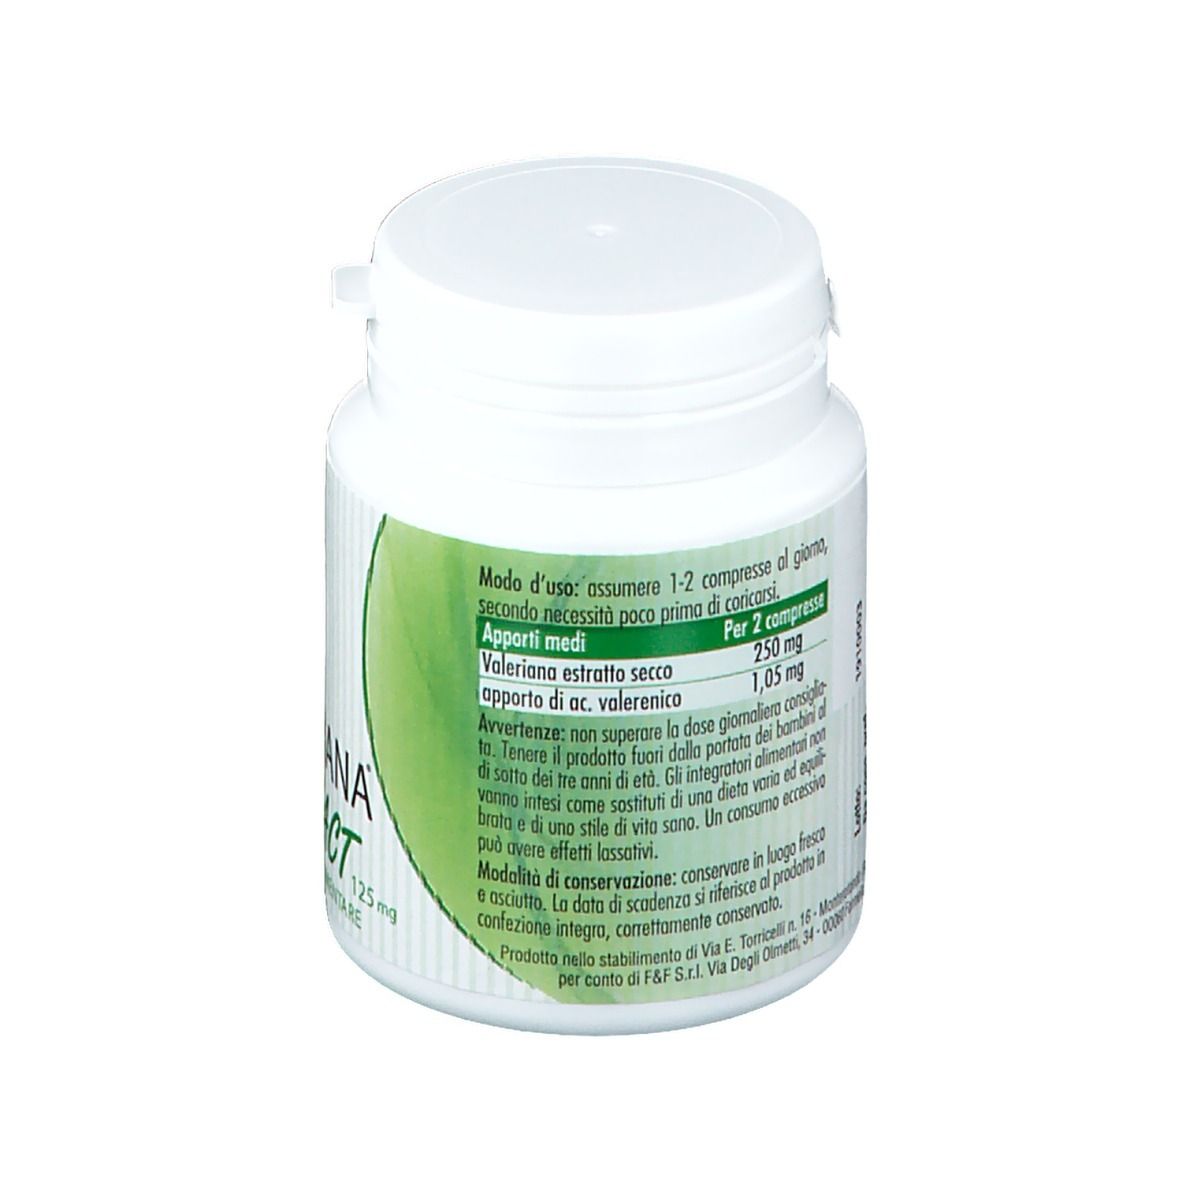 Modo d'uso: assumere 1-2 compresse al giorno,
secondo necessità poco prima di coricarsi.
Apporti medi Per 2 compresse
Valeriana estratto secco 250 mg
apporto di ac. valerenico 1,05 mg
Avvertenze: non superare la dose giornaliera consiglia-
ta. Tenere il prodotto fuori dalla portata dei bambini al
di sotto dei tre anni di età. Gli integratori alimentari non
vanno intesi come sostituti di una dieta varia ed equili-
brata e di uno stile di vita sano. Un consumo eccessivo
può avere effetti lassativi.
Modalità di conservazione: conservare in luogo fresco
e asciutto. La data di scadenza si riferisce al prodotto in
confezione integra, correttamente conservato.
Prodotto nello stabilimento di Via E. Torricelli n. 16 -
per conto di F&F S.r.l. Via Degli Olmetti, 34 -
IANA®
ACT
125 mg
NTARE
Lotto:
1910003